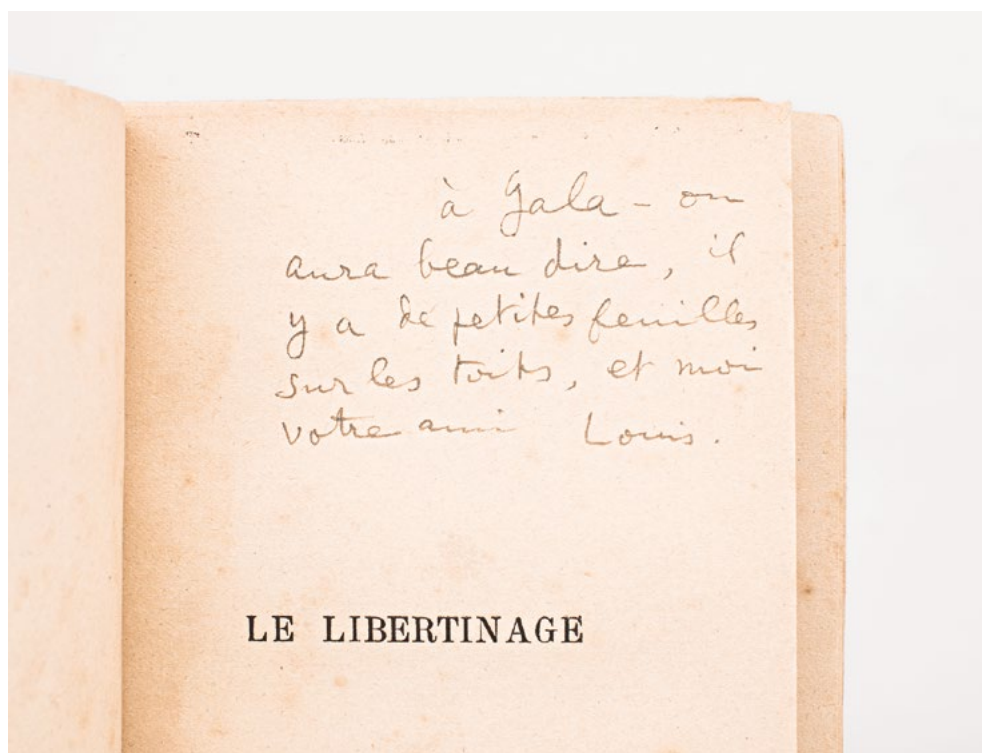 à Gala – on
aura beau dire, il
y a de petites feuilles
sur les toits, et moi
votre ami Louis.
LE LIBERTINAGE